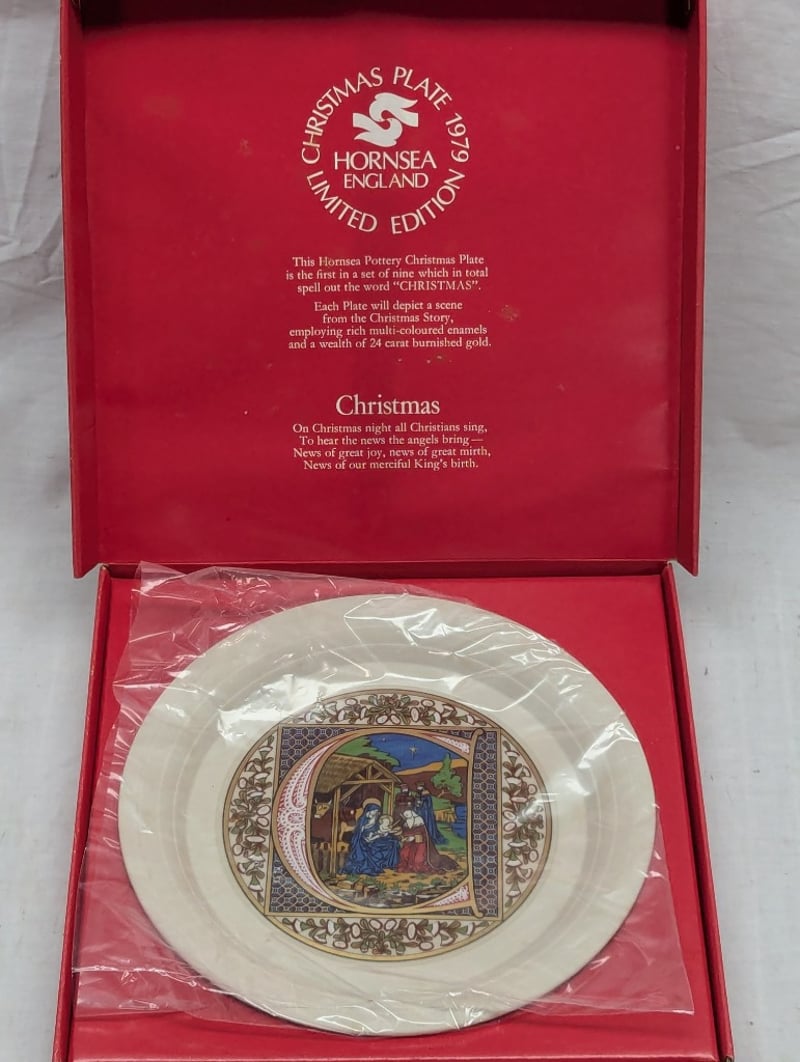 CHRISTMAS PLATE 1979
HORNSEA
ENGLAND
LIMITED EDITION
This Hornsea Pottery Christmas Plate
is the first in a set of nine which in total
spell out the word “CHRISTMAS”.
Each Plate will depict a scene
from the Christmas Story,
employing rich multi-coloured enamels
and a wealth of 24 carat burnished gold.
Christmas
On Christmas night all Christians sing,
To hear the news the angels bring—
News of great joy, news of great mirth,
News of our merciful King's birth.
C